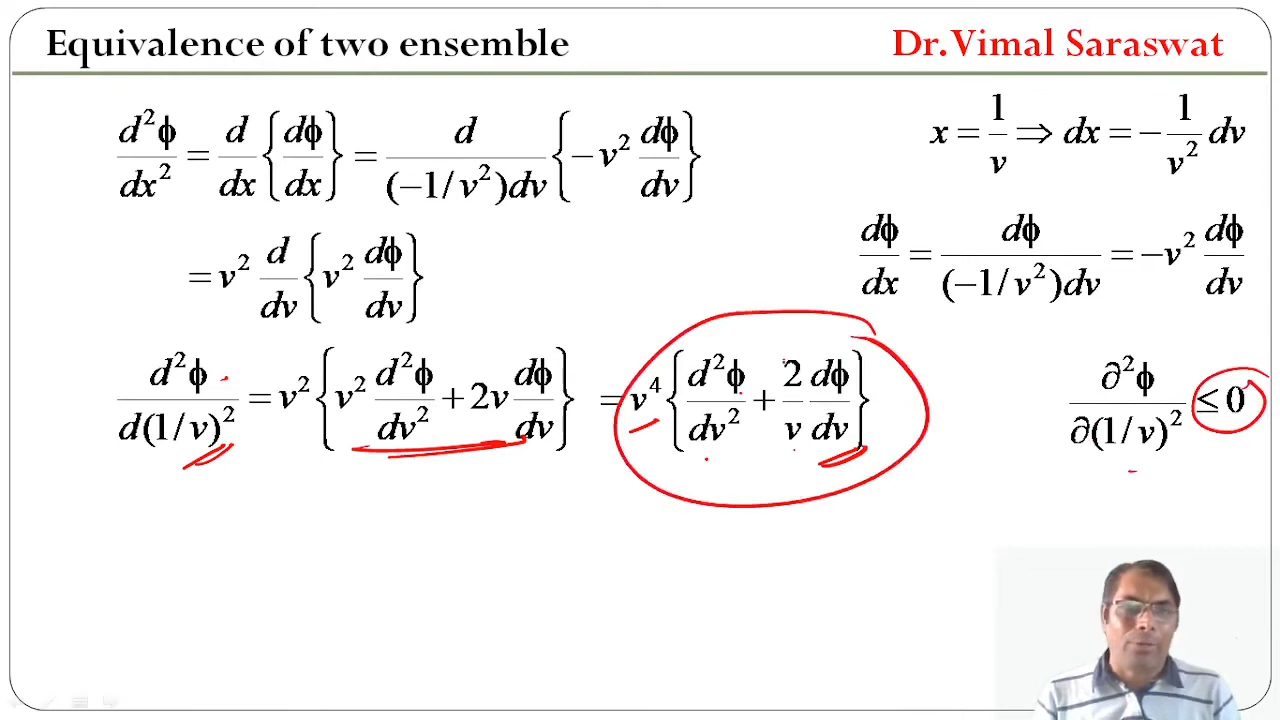 Equivalence of two ensemble
Dr. Vimal Saraswat
d²ϕ/dx² = d/dx {dϕ/dx} = d/((−1/v²)dv) {−v² dϕ/dv}
x = 1/v ⇒ dx = −1/v² dv
= v² d/dv {v² dϕ/dv}
dϕ/dx = dϕ/((−1/v²)dv) = −v² dϕ/dv
d²ϕ/d(1/v)² = v² {v² d²ϕ/dv² + 2v dϕ/dv} = v⁴ {d²ϕ/dv² + 2/v dϕ/dv}
∂²ϕ/∂(1/v)² ≤ 0